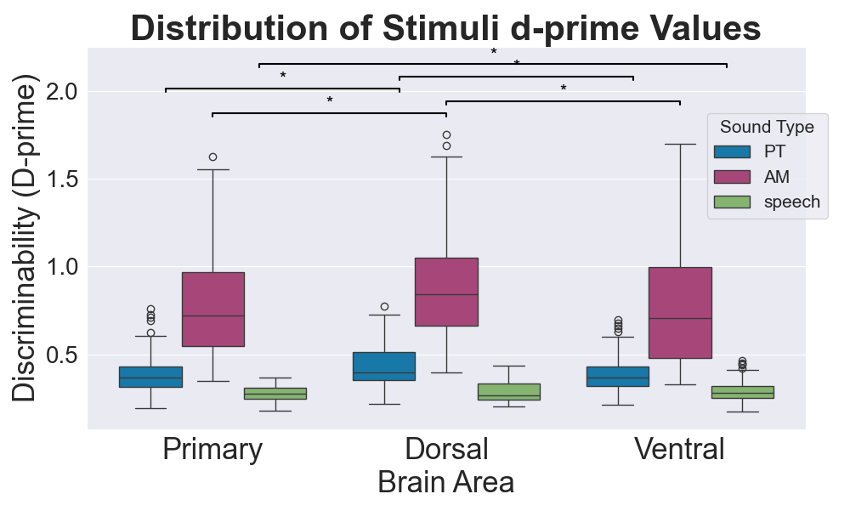 Distribution of Stimuli d-prime Values
*
*
*
*
*
Discriminability (D-prime)
2.0
1.5
1.0
0.5
Sound Type
PT
AM
speech
Primary
Dorsal
Ventral
Brain Area